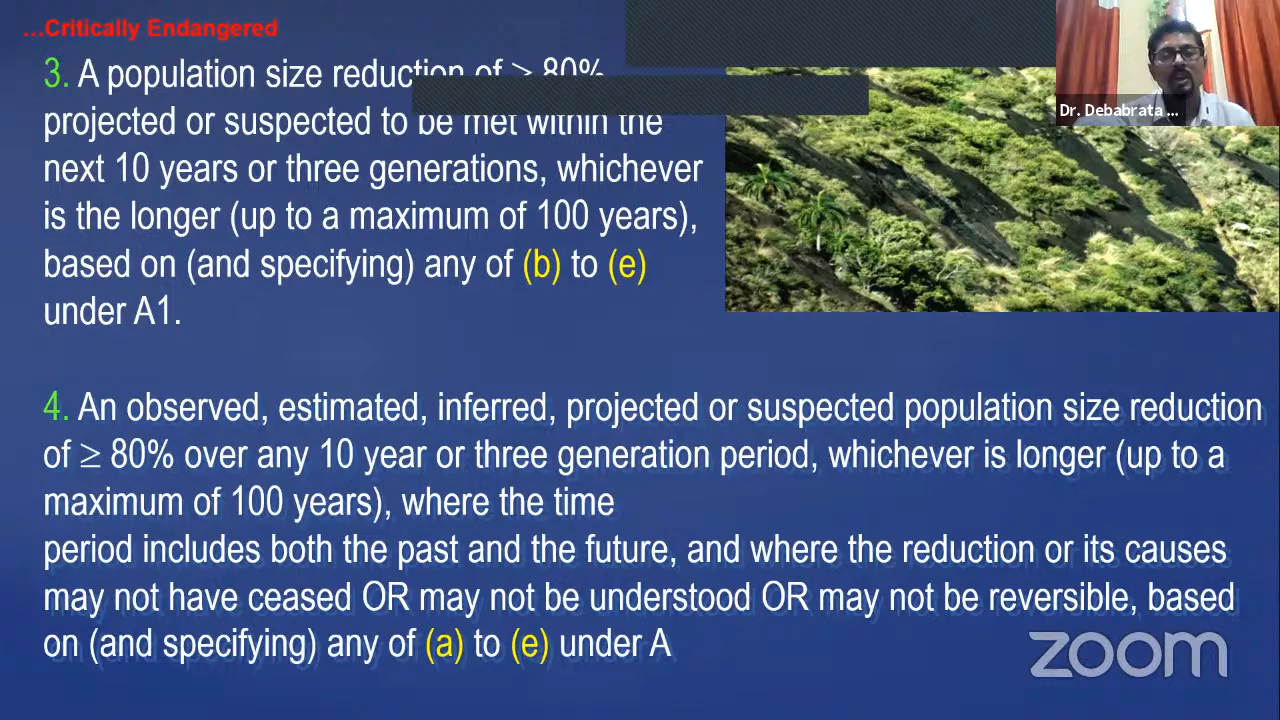 ...Critically Endangered
3. A population size reduction of ≥ 80%
projected or suspected to be met within the
next 10 years or three generations, whichever
is the longer (up to a maximum of 100 years),
based on (and specifying) any of (b) to (e)
under A1.
4. An observed, estimated, inferred, projected or suspected population size reduction
of ≥ 80% over any 10 year or three generation period, whichever is longer (up to a
maximum of 100 years), where the time
period includes both the past and the future, and where the reduction or its causes
may not have ceased OR may not be understood OR may not be reversible, based
on (and specifying) any of (a) to (e) under A
Dr. Debabrata ...
zoom